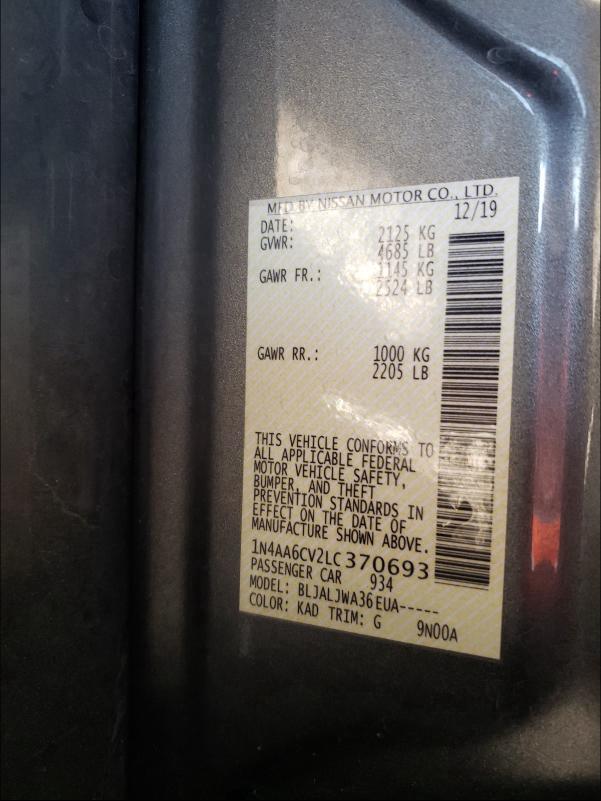 MFD BY NISSAN MOTOR CO., LTD.
DATE: 12/19
GVWR: 2125 KG
4685 LB
GAWR FR.: 1145 KG
2524 LB
GAWR RR.: 1000 KG
2205 LB
THIS VEHICLE CONFORMS TO
ALL APPLICABLE FEDERAL
MOTOR VEHICLE SAFETY,
BUMPER, AND THEFT
PREVENTION STANDARDS IN
EFFECT ON THE DATE OF
MANUFACTURE SHOWN ABOVE.
1N4AA6CV2LC370693
PASSENGER CAR 934
MODEL: BLJALJWA36EUA-----
COLOR: KAD TRIM: G 9N00A